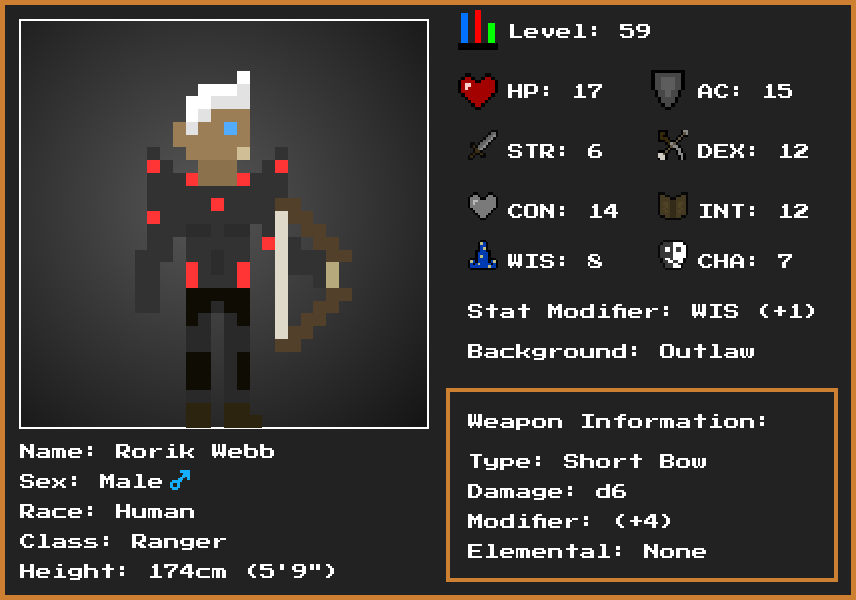 Level: 59
HP: 17 AC: 15
STR: 6 DEX: 12
CON: 14 INT: 12
WIS: 8 CHA: 7
Stat Modifier: WIS (+1)
Background: Outlaw
Weapon Information:
Type: Short Bow
Damage: d6
Modifier: (+4)
Elemental: None
Name: Rorik Webb
Sex: Male♂
Race: Human
Class: Ranger
Height: 174cm (5'9")